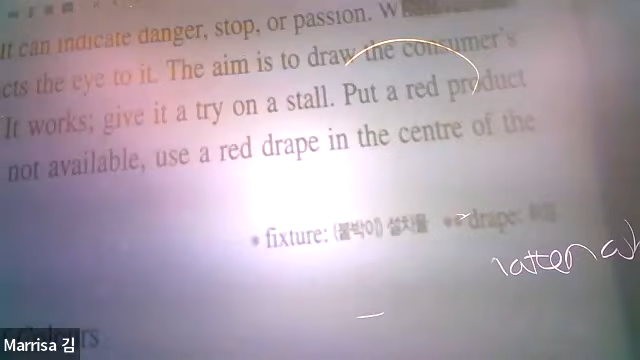 It can indicate danger, stop, or passion. W
cts the eye to it. The aim is to draw the consumer's
It works; give it a try on a stall. Put a red product
not available, use a red drape in the centre of the
* fixture: (붙박이) 설치물 ** drape:
Colours
Marrisa 김